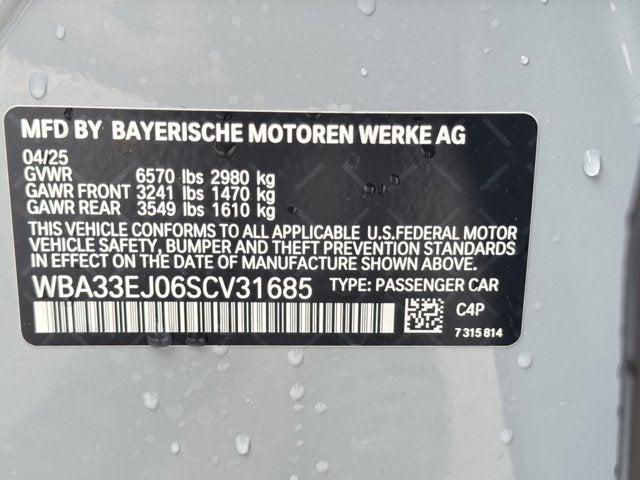 MFD BY BAYERISCHE MOTOREN WERKE AG
04/25
GVWR 6570 lbs 2980 kg
GAWR FRONT 3241 lbs 1470 kg
GAWR REAR 3549 lbs 1610 kg
THIS VEHICLE CONFORMS TO ALL APPLICABLE U.S.FEDERAL MOTOR
VEHICLE SAFETY, BUMPER AND THEFT PREVENTION STANDARDS
IN EFFECT ON THE DATE OF MANUFACTURE SHOWN ABOVE.
WBA33EJ06SCV31685 TYPE: PASSENGER CAR
C4P
7 315 814